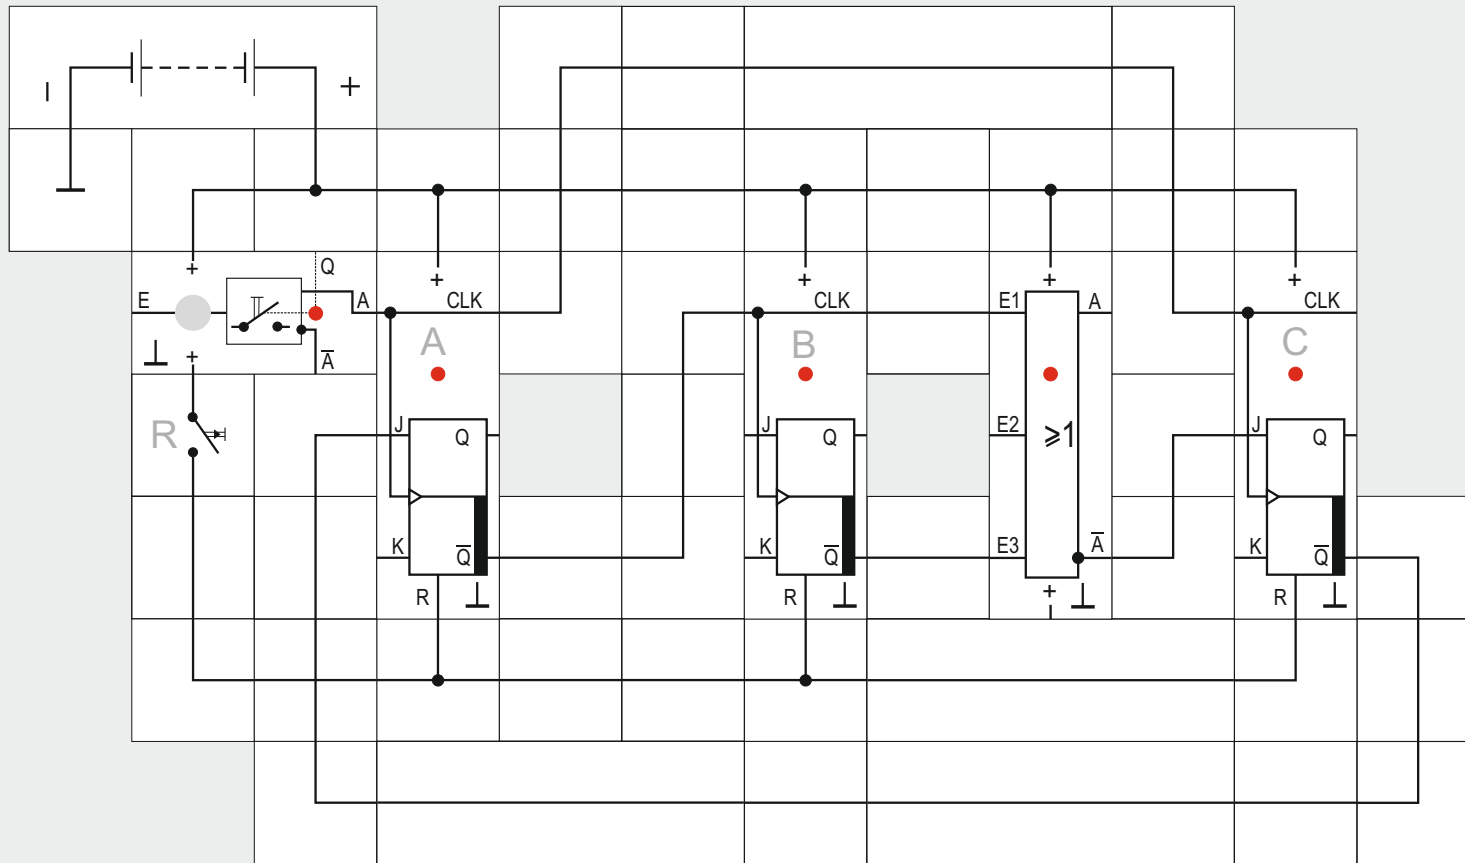 − +
+ Q
E A
+ A̅
+ CLK
A
+ CLK
B
+
E1 A
+ CLK
C
R
J Q
K Q̅
R
J Q
K Q̅
R
E2 ≥1
E3 A̅
+
J Q
K Q̅
R